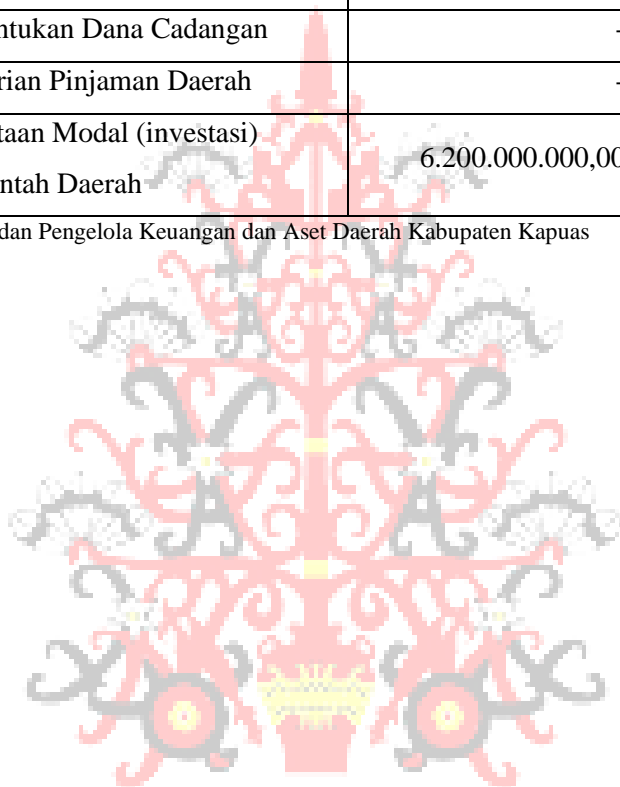 ntukan Dana Cadangan -
rian Pinjaman Daerah -
taan Modal (investasi)
ntah Daerah 6.200.000.000,00
dan Pengelola Keuangan dan Aset Daerah Kabupaten Kapuas